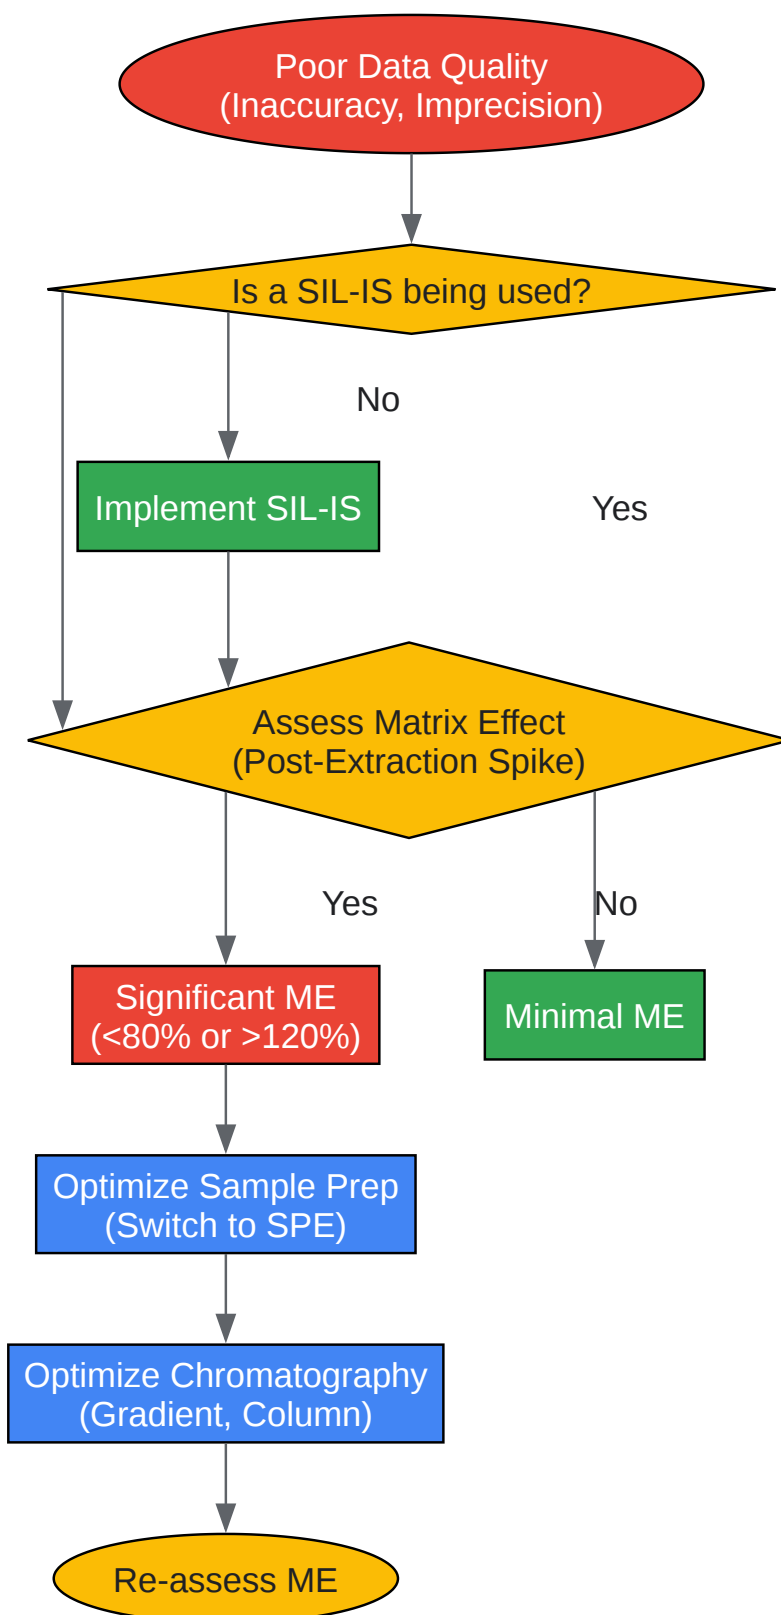 Poor Data Quality
(Inaccuracy, Imprecision)
Is a SIL-IS being used?
No
Implement SIL-IS
Yes
Assess Matrix Effect
(Post-Extraction Spike)
Yes
No
Significant ME
(<80% or >120%)
Minimal ME
Optimize Sample Prep
(Switch to SPE)
Optimize Chromatography
(Gradient, Column)
Re-assess ME